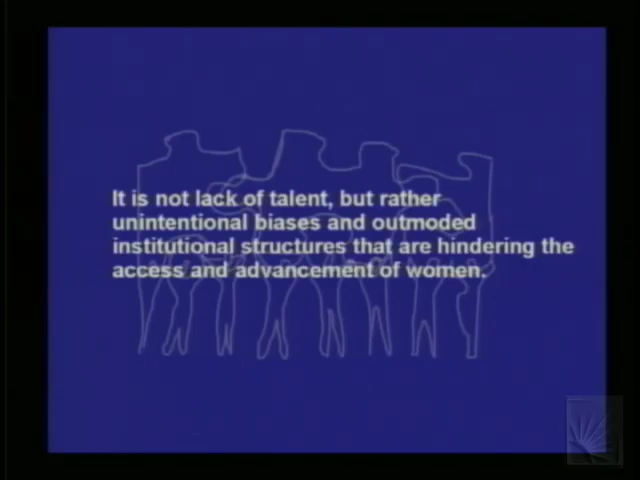 It is not lack of talent, but rather
unintentional biases and outmoded
institutional structures that are hindering the
access and advancement of women.